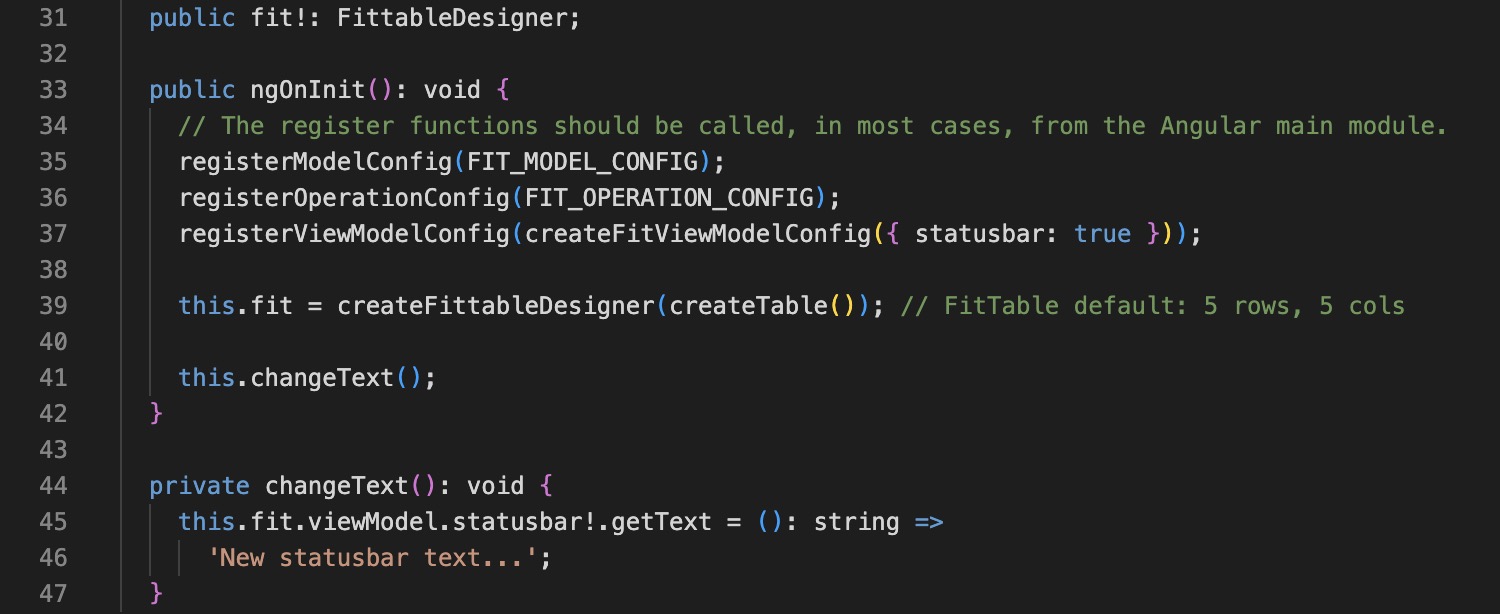 31 public fit!: FittableDesigner;
32
33 public ngOnInit(): void {
34 // The register functions should be called, in most cases, from the Angular main module.
35 registerModelConfig(FIT_MODEL_CONFIG);
36 registerOperationConfig(FIT_OPERATION_CONFIG);
37 registerViewModelConfig(createFitViewModelConfig({ statusbar: true }));
38
39 this.fit = createFittableDesigner(createTable()); // FitTable default: 5 rows, 5 cols
40
41 this.changeText();
42 }
43
44 private changeText(): void {
45 this.fit.viewModel.statusbar!.getText = (): string =>
46 'New statusbar text...';
47 }